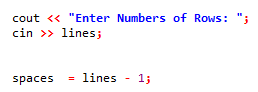 cout << "Enter Numbers of Rows: ";
cin >> lines;
spaces  = lines - 1;